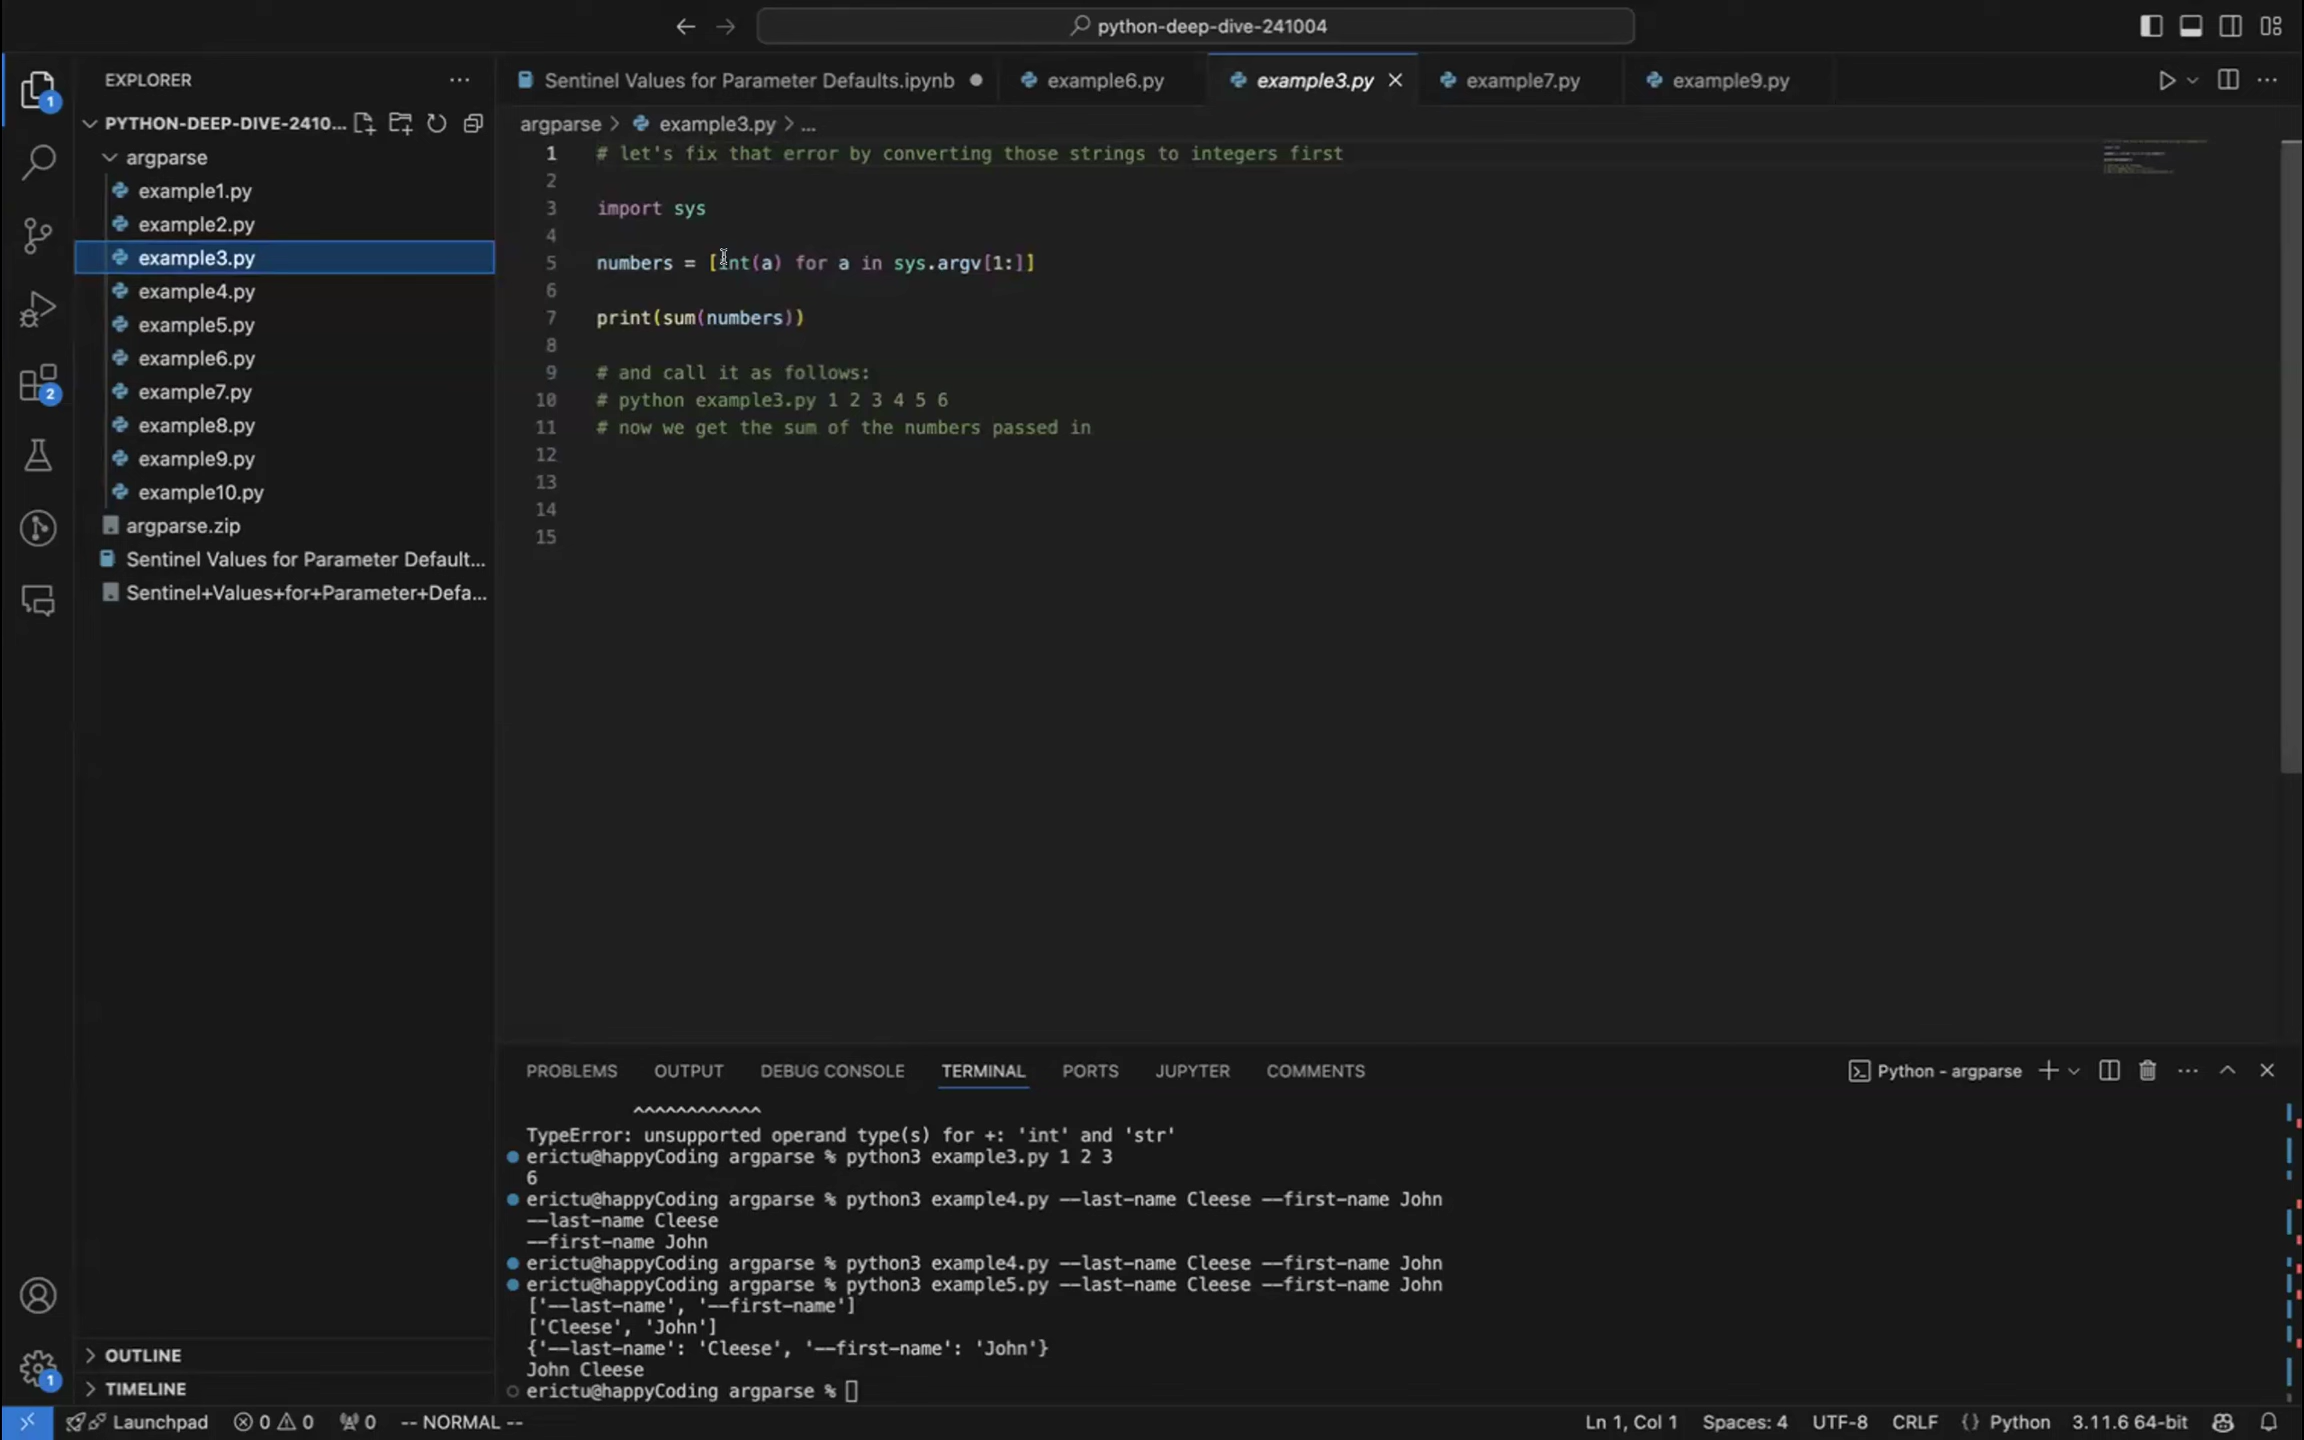 python-deep-dive-241004
EXPLORER
PYTHON-DEEP-DIVE-2410...
argparse
example1.py
example2.py
example3.py
example4.py
example5.py
example6.py
example7.py
example8.py
example9.py
example10.py
argparse.zip
Sentinel Values for Parameter Default...
Sentinel+Values+for+Parameter+Defa...
OUTLINE
TIMELINE
1
2
1
Sentinel Values for Parameter Defaults.ipynb
example6.py
example3.py
example7.py
example9.py
argparse > example3.py > ...
1 # let's fix that error by converting those strings to integers first
2
3 import sys
4
5 numbers = [int(a) for a in sys.argv[1:]]
6
7 print(sum(numbers))
8
9 # and call it as follows:
10 # python example3.py 1 2 3 4 5 6
11 # now we get the sum of the numbers passed in
12
13
14
15
PROBLEMS OUTPUT DEBUG CONSOLE TERMINAL PORTS JUPYTER COMMENTS
Python - argparse
^^^^^^^^^^^^
TypeError: unsupported operand type(s) for +: 'int' and 'str'
erictu@happyCoding argparse % python3 example3.py 1 2 3
6
erictu@happyCoding argparse % python3 example4.py --last-name Cleese --first-name John
--last-name Cleese
--first-name John
erictu@happyCoding argparse % python3 example4.py --last-name Cleese --first-name John
erictu@happyCoding argparse % python3 example5.py --last-name Cleese --first-name John
['--last-name', '--first-name']
['Cleese', 'John']
{'--last-name': 'Cleese', '--first-name': 'John'}
John Cleese
erictu@happyCoding argparse %
Launchpad 0 0 0 -- NORMAL -- Ln 1, Col 1 Spaces: 4 UTF-8 CRLF {} Python 3.11.6 64-bit